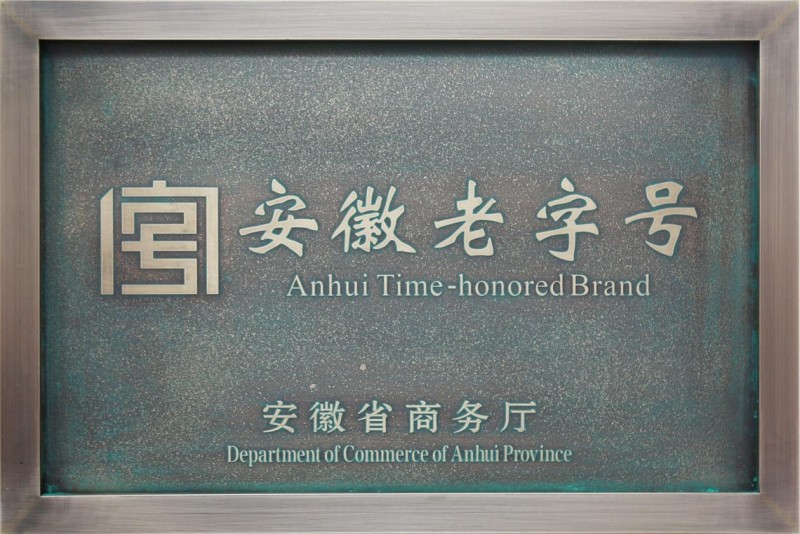 安徽老字号
Anhui Time-honored Brand
安徽省商务厅
Department of Commerce of Anhui Province